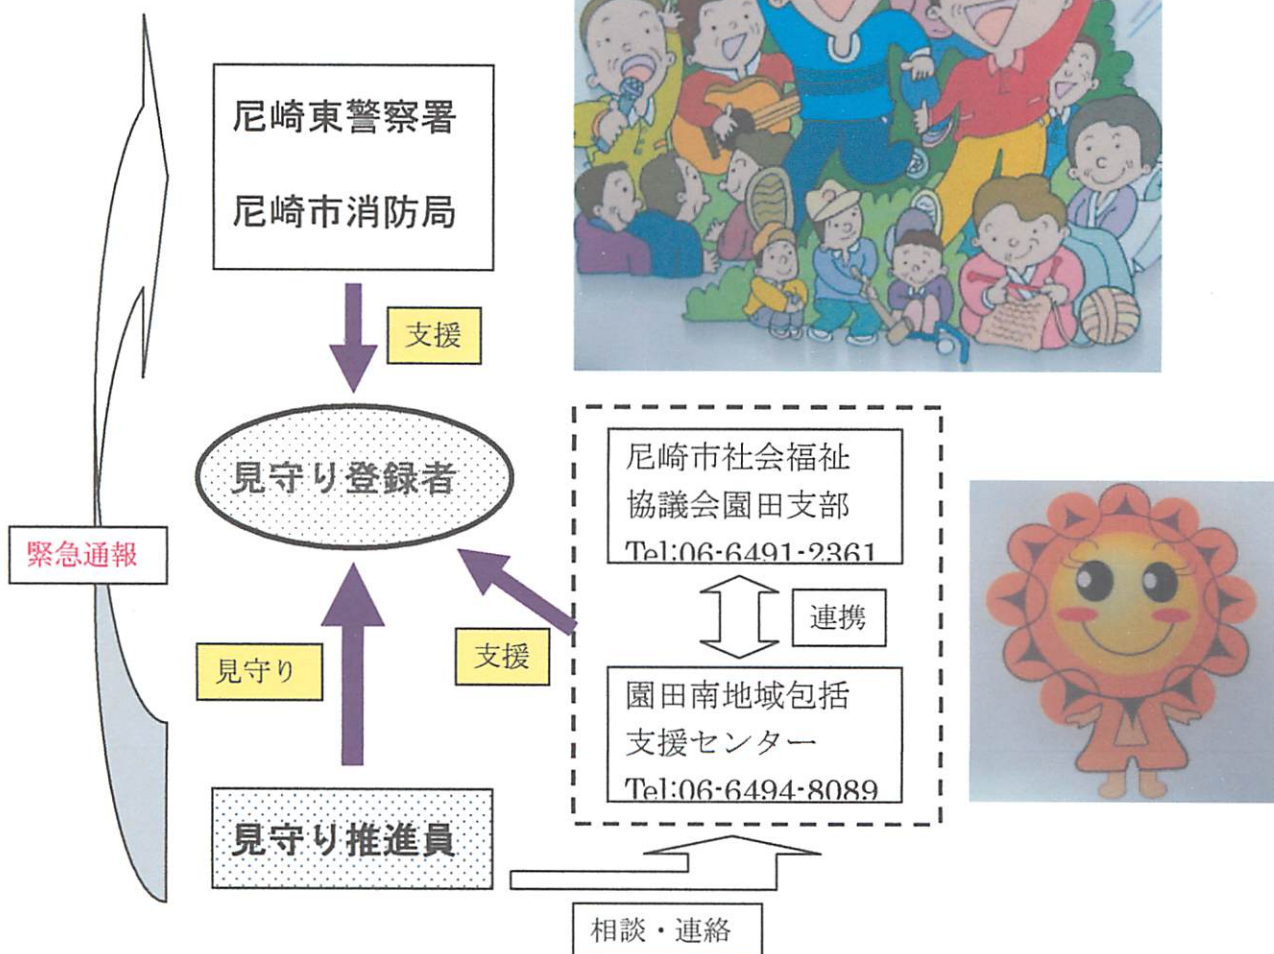 尼崎東警察署
尼崎市消防局
支援
見守り登録者
緊急通報
見守り
支援
尼崎市社会福祉
協議会園田支部
Tel:06-6491-2361
連携
園田南地域包括
支援センター
Tel:06-6494-8089
見守り推進員
相談・連絡